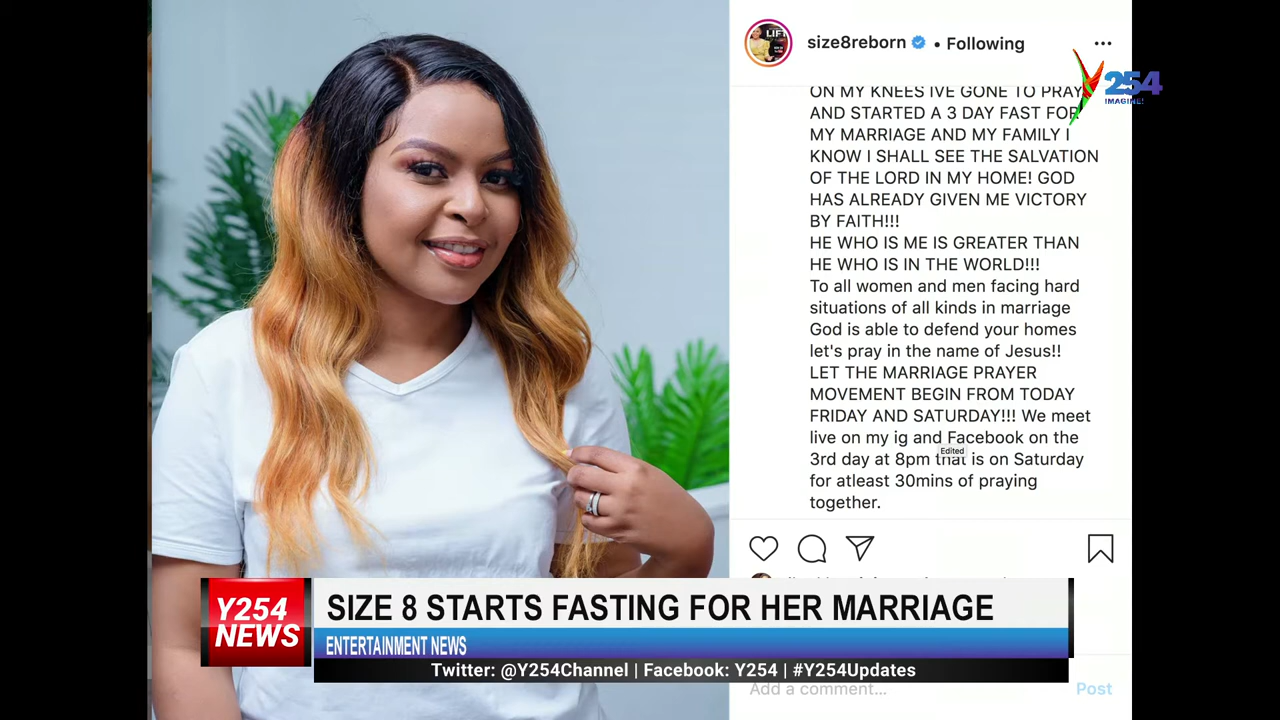 LIFT
size8reborn • Following
254
IMAGINE!
ON MY KNEES IVE GONE TO PRAY
AND STARTED A 3 DAY FAST FOR
MY MARRIAGE AND MY FAMILY I
KNOW I SHALL SEE THE SALVATION
OF THE LORD IN MY HOME! GOD
HAS ALREADY GIVEN ME VICTORY
BY FAITH!!!
HE WHO IS ME IS GREATER THAN
HE WHO IS IN THE WORLD!!!
To all women and men facing hard
situations of all kinds in marriage
God is able to defend your homes
let's pray in the name of Jesus!!
LET THE MARRIAGE PRAYER
MOVEMENT BEGIN FROM TODAY
FRIDAY AND SATURDAY!!! We meet
live on my ig and Facebook on the
Edited
3rd day at 8pm that is on Saturday
for atleast 30mins of praying
together.
Y254
NEWS
SIZE 8 STARTS FASTING FOR HER MARRIAGE
ENTERTAINMENT NEWS
Twitter: @Y254Channel | Facebook: Y254 | #Y254Updates
Add a comment... Post